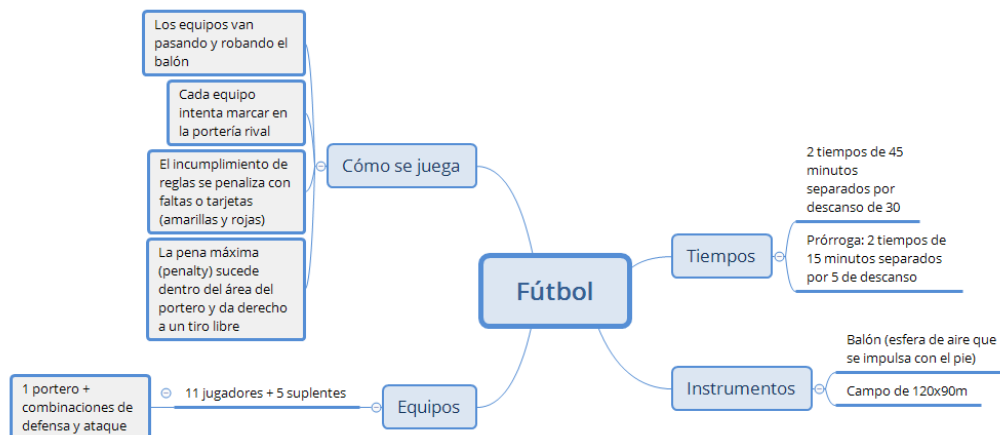 Fútbol
Cómo se juega
Los equipos van
pasando y robando el
balón
Cada equipo
intenta marcar en
la portería rival
El incumplimiento de
reglas se penaliza con
faltas o tarjetas
(amarillas y rojas)
La pena máxima
(penalty) sucede
dentro del área del
portero y da derecho
a un tiro libre
Equipos
11 jugadores + 5 suplentes
1 portero +
combinaciones de
defensa y ataque
Tiempos
2 tiempos de 45
minutos
separados por
descanso de 30
Prórroga: 2 tiempos de
15 minutos separados
por 5 de descanso
Instrumentos
Balón (esfera de aire que
se impulsa con el pie)
Campo de 120x90m